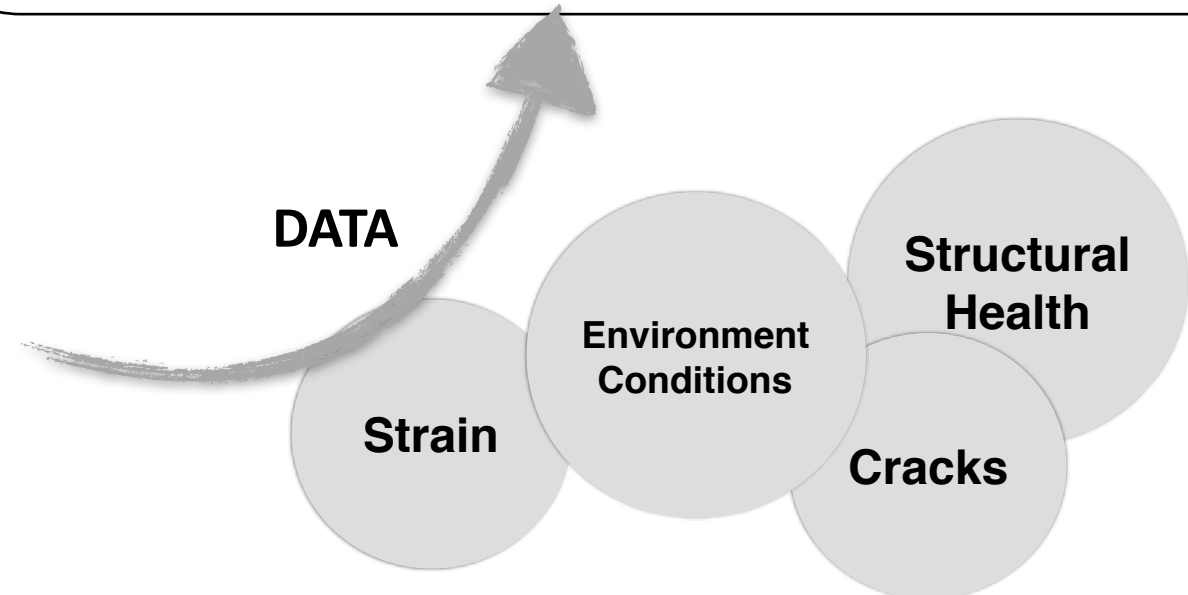 DATA
Structural
Health
Environment
Conditions
Strain
Cracks